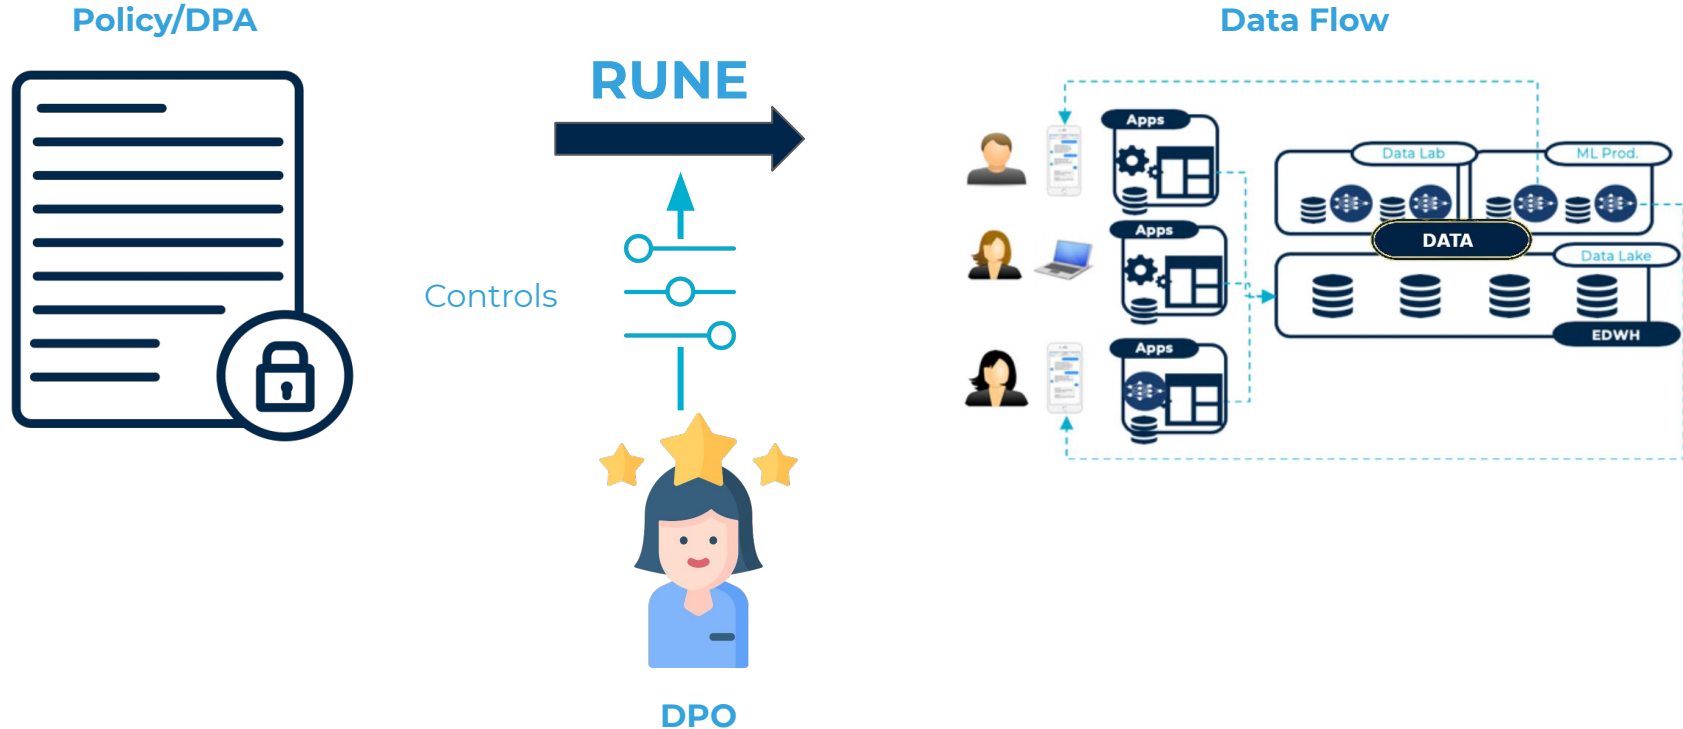 Policy/DPA
RUNE
Controls
DPO
Data Flow
Apps
Apps
Apps
Data Lab
ML Prod.
DATA
Data Lake
EDWH